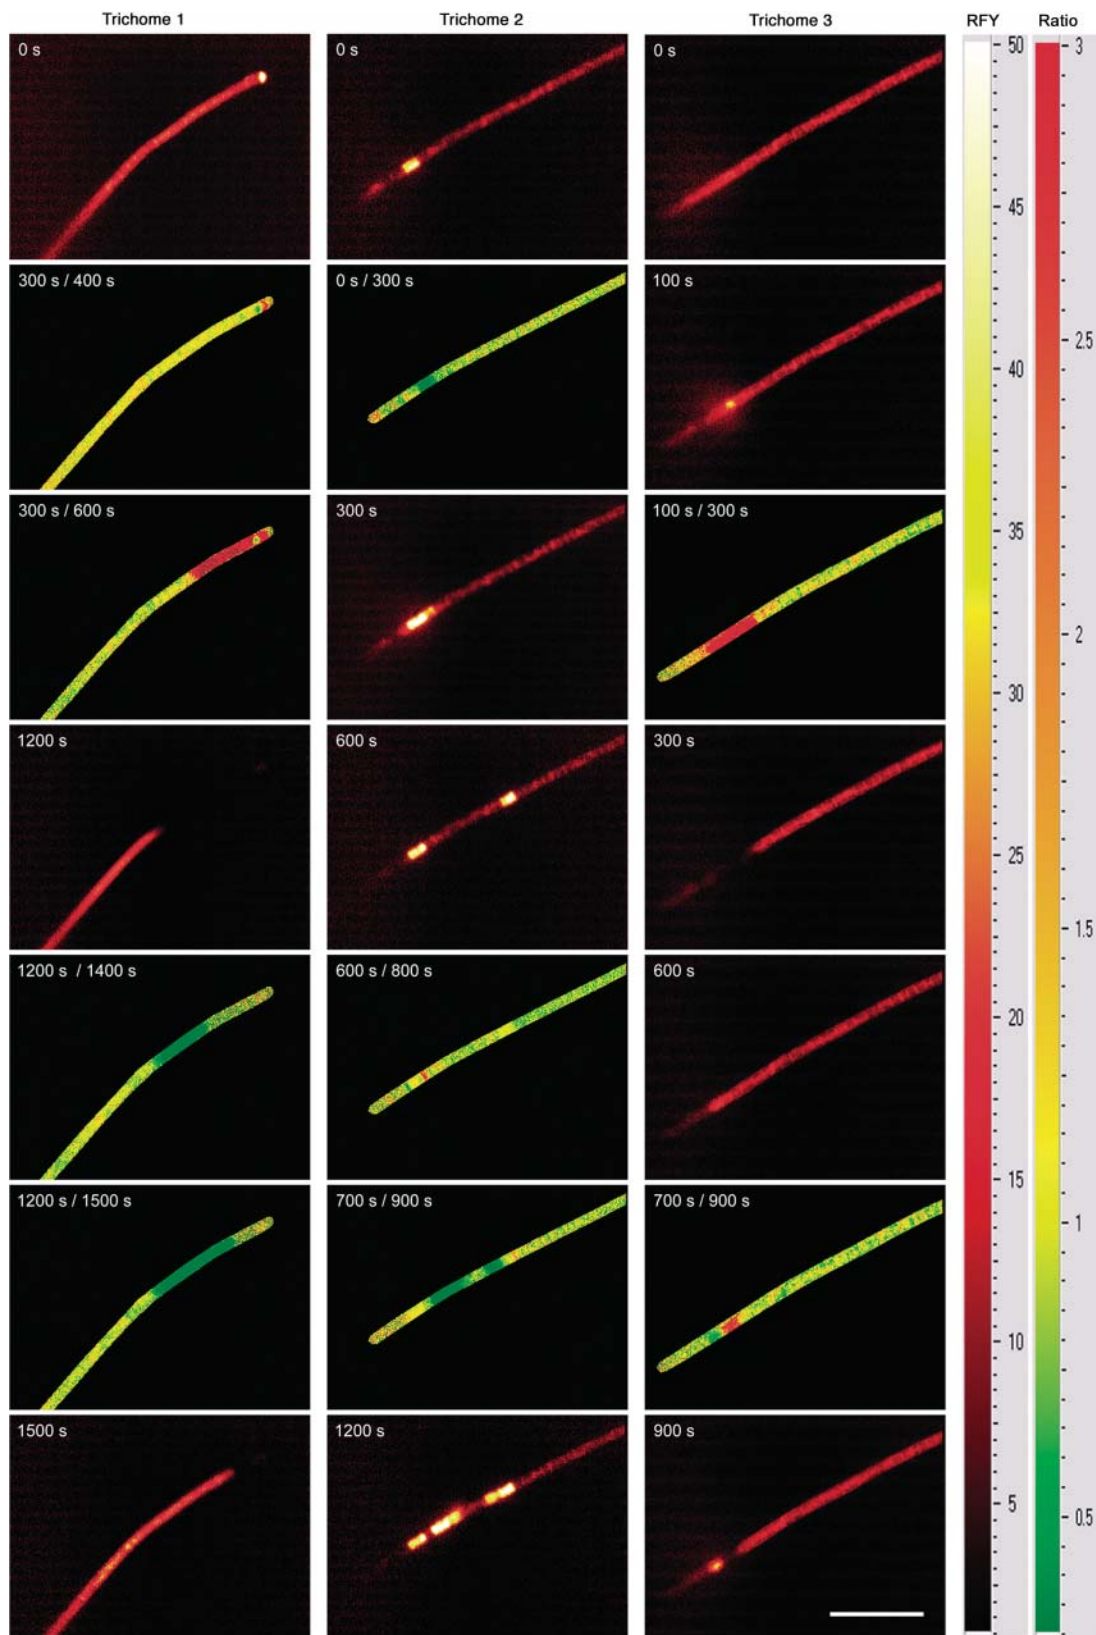 Trichome 1 Trichome 2 Trichome 3 RFY Ratio
0 s 0 s 0 s
300 s / 400 s 0 s / 300 s 100 s
300 s / 600 s 300 s 100 s / 300 s
1200 s 600 s 300 s
1200 s / 1400 s 600 s / 800 s 600 s
1200 s / 1500 s 700 s / 900 s 700 s / 900 s
1500 s 1200 s 900 s
50
45
40
35
30
25
20
15
10
5
3
2.5
2
1.5
1
0.5